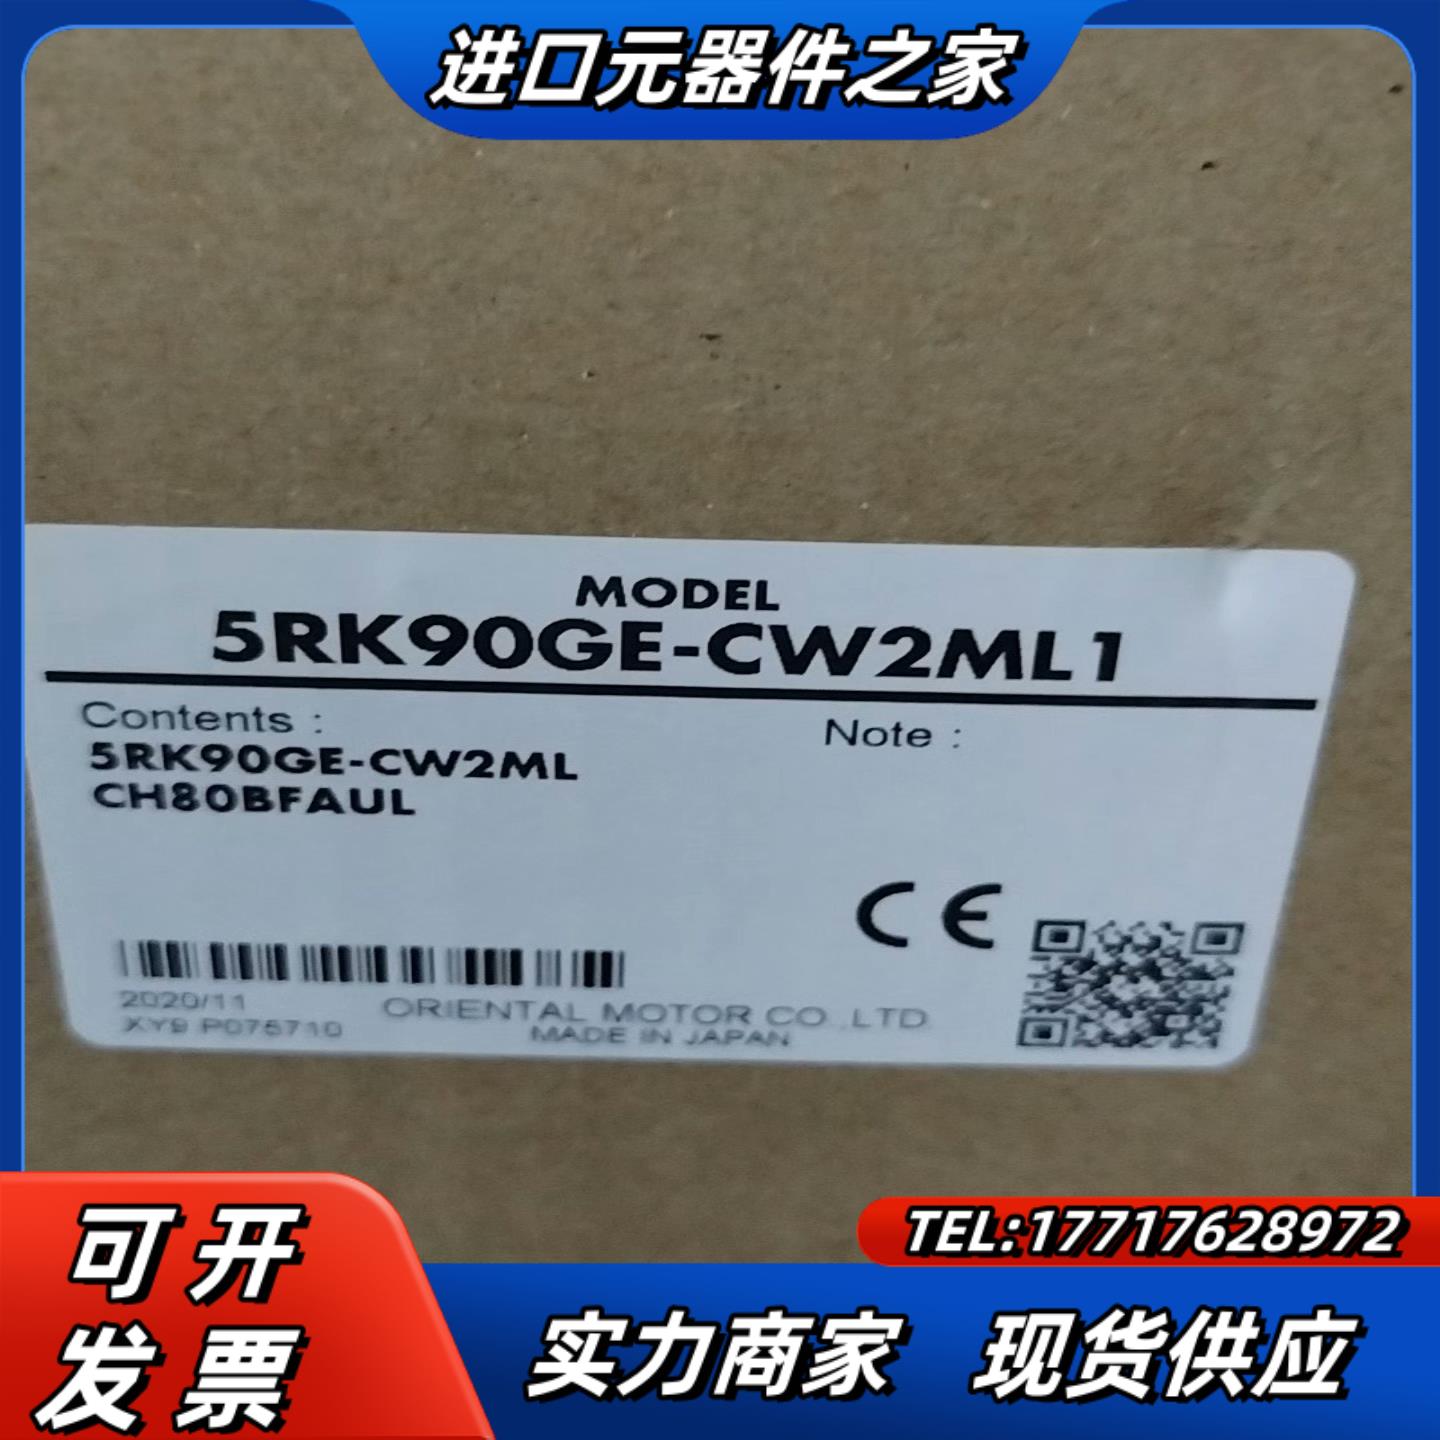 进口元器件之家
MODEL
5RK90GE-CW2ML1
Contents :
Note :
5RK90GE-CW2ML
CH80BFAUL
CE
2020/11
XY9 P075710
ORIENTAL MOTOR CO.,LTD.
MADE IN JAPAN
TEL:17717628972
可开
发票
实力商家 现货供应